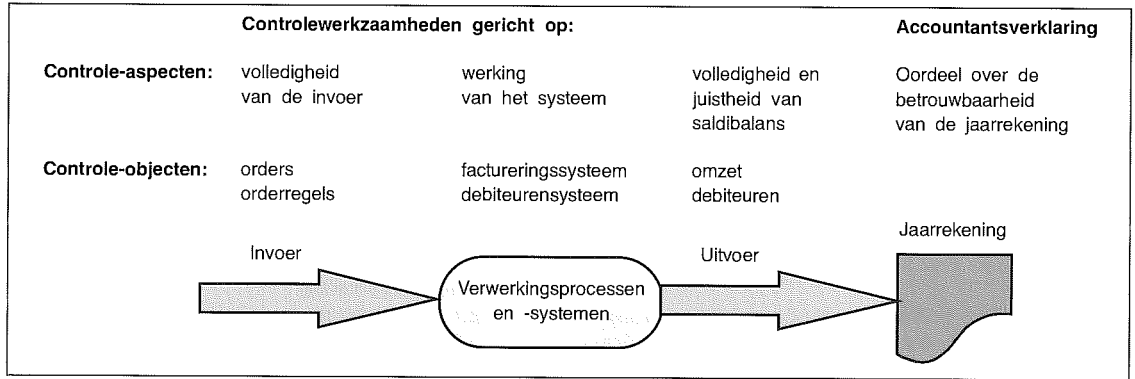 Controlewerkzaamheden gericht op:
Accountantsverklaring
Controle-aspecten:
volledigheid
van de invoer
werking
van het systeem
volledigheid en
juistheid van
saldibalans
Oordeel over de
betrouwbaarheid
van de jaarrekening
Controle-objecten:
orders
orderregels
factureringssysteem
debiteurensysteem
omzet
debiteuren
Invoer
Verwerkingsprocessen
en -systemen
Uitvoer
Jaarrekening